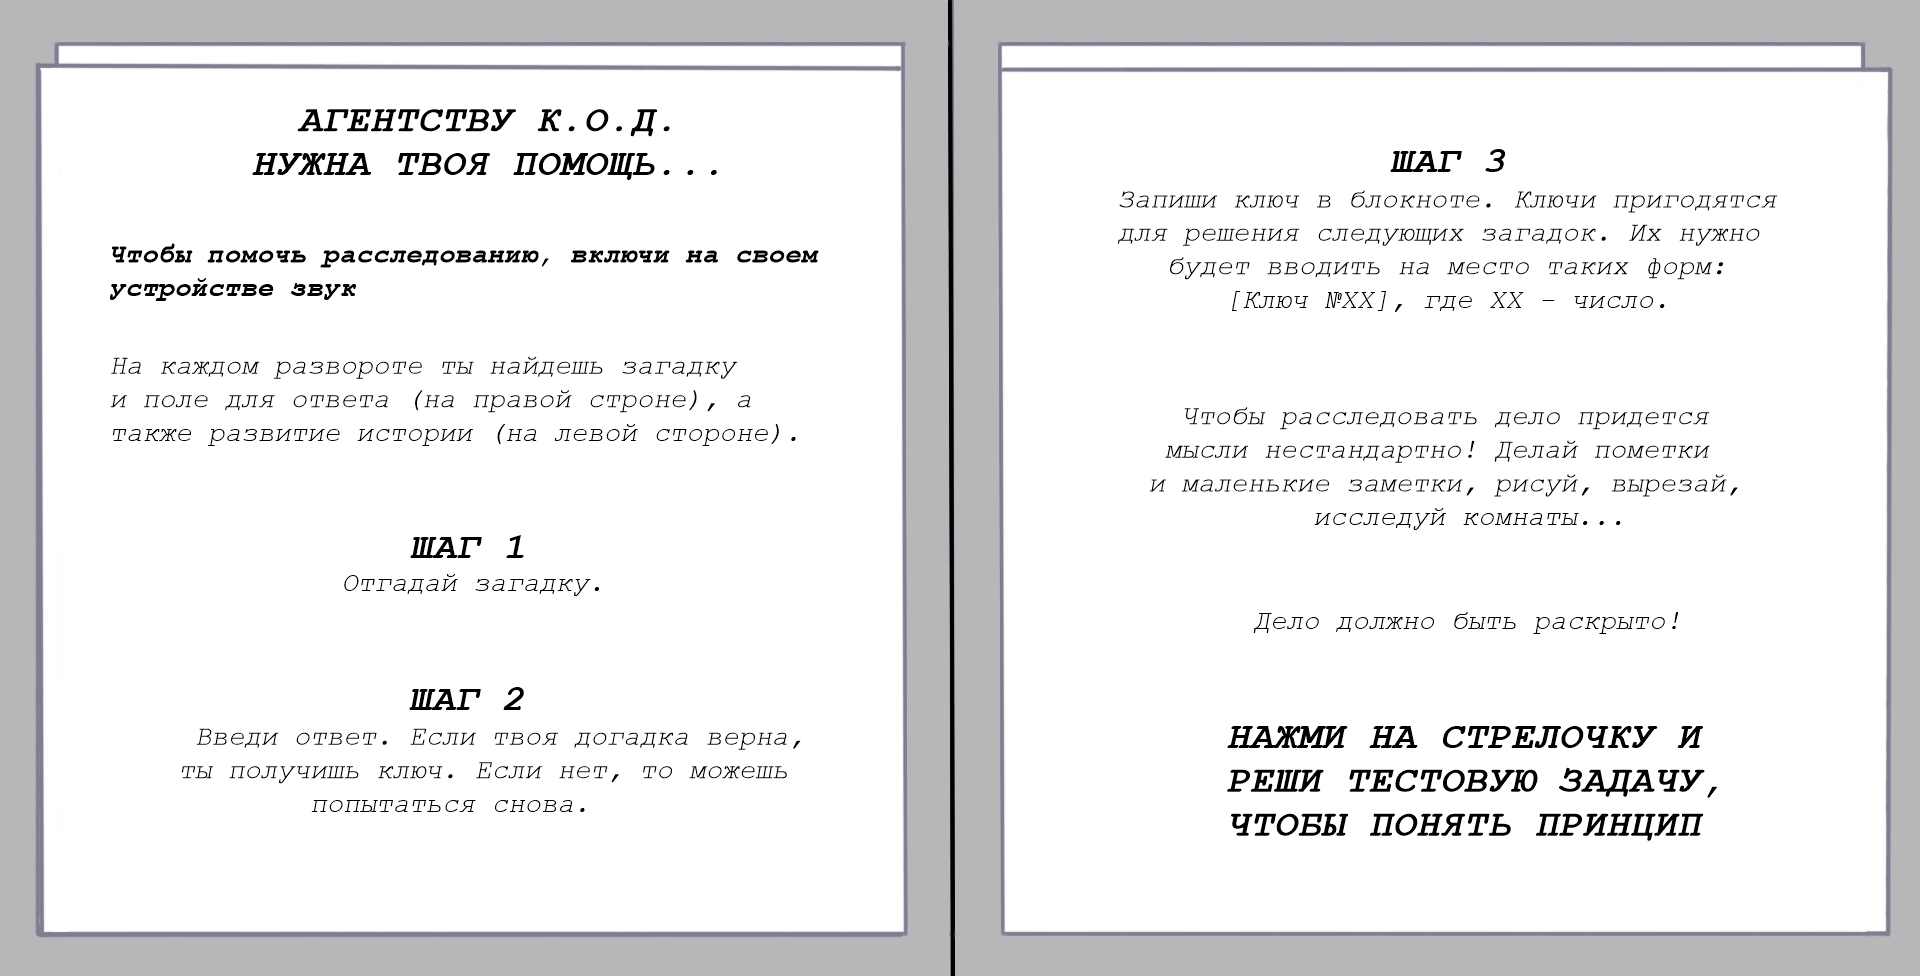 АГЕНТСТВУ К.О.Д.
НУЖНА ТВОЯ ПОМОЩЬ...
Чтобы помочь расследованию, включи на своем
устройстве звук
На каждом развороте ты найдешь загадку
и поле для ответа (на правой строне), а
также развитие истории (на левой стороне).
ШАГ 1
Отгадай загадку.
ШАГ 2
Введи ответ. Если твоя догадка верна,
ты получишь ключ. Если нет, то можешь
попытаться снова.
ШАГ 3
Запиши ключ в блокноте. Ключи пригодятся
для решения следующих загадок. Их нужно
будет вводить на место таких форм:
[Ключ №XX], где XX – число.
Чтобы расследовать дело придется
мысли нестандартно! Делай пометки
и маленькие заметки, рисуй, вырезай,
исследуй комнаты...
Дело должно быть раскрыто!
НАЖМИ НА СТРЕЛОЧКУ И
РЕШИ ТЕСТОВУЮ ЗАДАЧУ,
ЧТОБЫ ПОНЯТЬ ПРИНЦИП